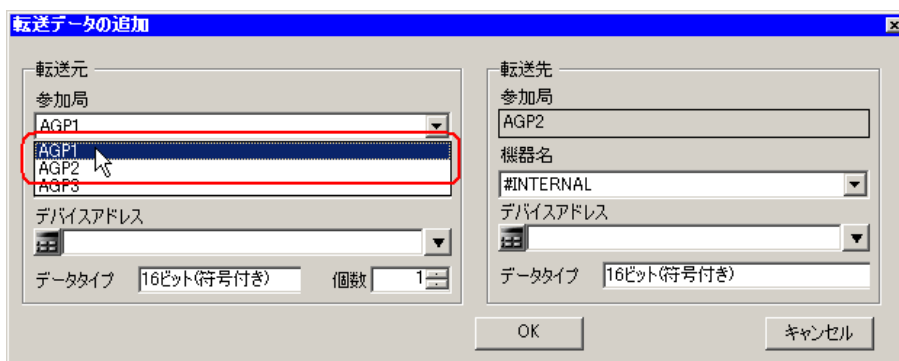 転送データの追加
転送元
参加局
AGP1
AGP1
AGP2
AGP3
デバイスアドレス
データタイプ 16ビット(符号付き) 個数 1
転送先
参加局
AGP2
機器名
#INTERNAL
デバイスアドレス
データタイプ 16ビット(符号付き)
OK キャンセル